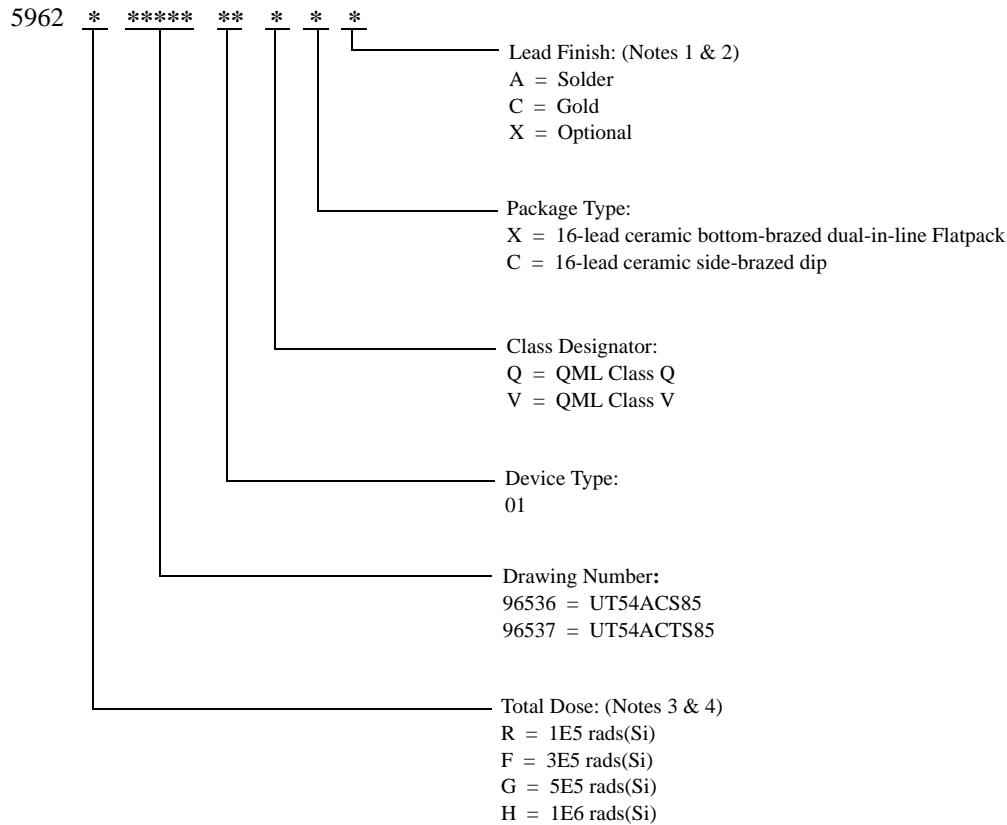 5962 * ***** ** * * *
Lead Finish: (Notes 1 & 2)
A = Solder
C = Gold
X = Optional
Package Type:
X = 16-lead ceramic bottom-brazed dual-in-line Flatpack
C = 16-lead ceramic side-brazed dip
Class Designator:
Q = QML Class Q
V = QML Class V
Device Type:
01
Drawing Number:
96536 = UT54ACS85
96537 = UT54ACTS85
Total Dose: (Notes 3 & 4)
R = 1E5 rads(Si)
F = 3E5 rads(Si)
G = 5E5 rads(Si)
H = 1E6 rads(Si)